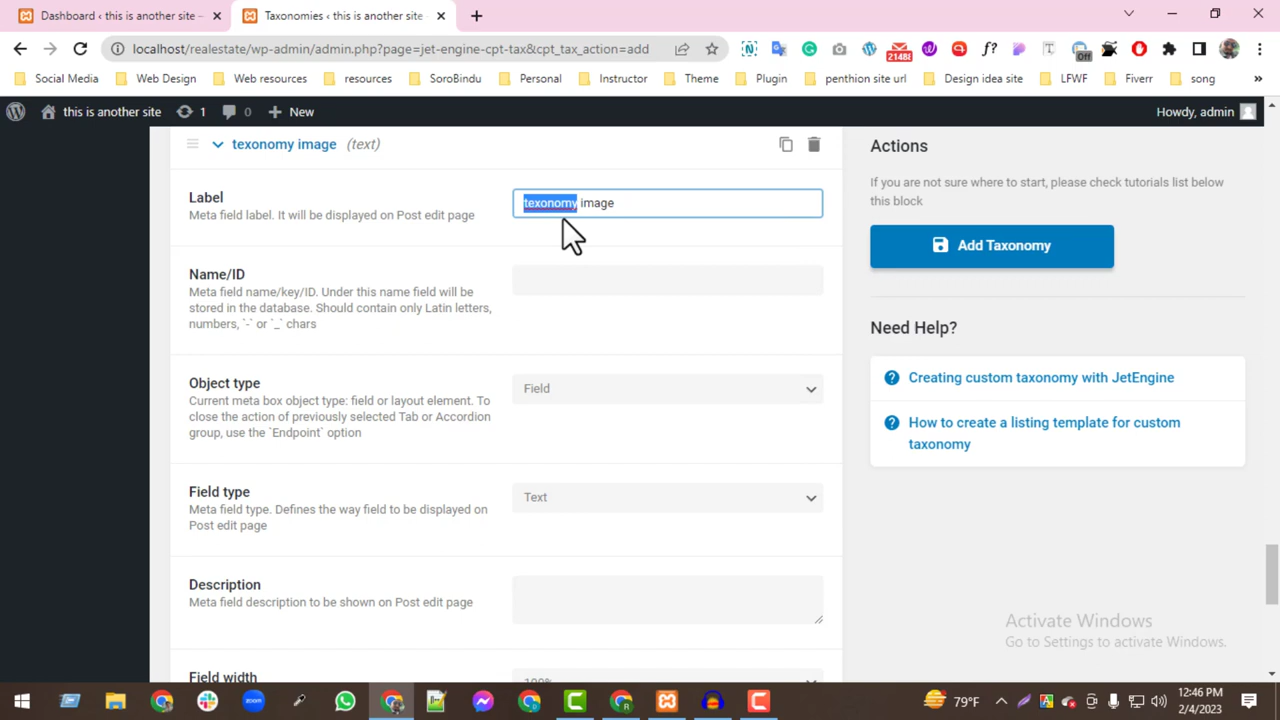 Dashboard ‹ this is another site —
Taxonomies ‹ this is another site
localhost/realestate/wp-admin/admin.php?page=jet-engine-cpt-tax&cpt_tax_action=add
Off
Social Media
Web Design
Web resources
resources
SoroBindu
Personal
Instructor
Theme
Plugin
penthion site url
Design idea site
LFWF
Fiverr
song
»
this is another site
1
0
New
Howdy, admin
texonomy image (text)
Label
Meta field label. It will be displayed on Post edit page
texonomy image
Name/ID
Meta field name/key/ID. Under this name field will be
stored in the database. Should contain only Latin letters,
numbers, `-` or `_` chars
Object type
Current meta box object type: field or layout element. To
close the action of previously selected Tab or Accordion
group, use the `Endpoint` option
Field
Field type
Meta field type. Defines the way field to be displayed on
Post edit page
Text
Description
Meta field description to be shown on Post edit page
Field width
100%
Actions
If you are not sure where to start, please check tutorials list below
this block
Add Taxonomy
Need Help?
Creating custom taxonomy with JetEngine
How to create a listing template for custom
taxonomy
Activate Windows
Go to Settings to activate Windows.
zoom
79°F
12:46 PM
2/4/2023